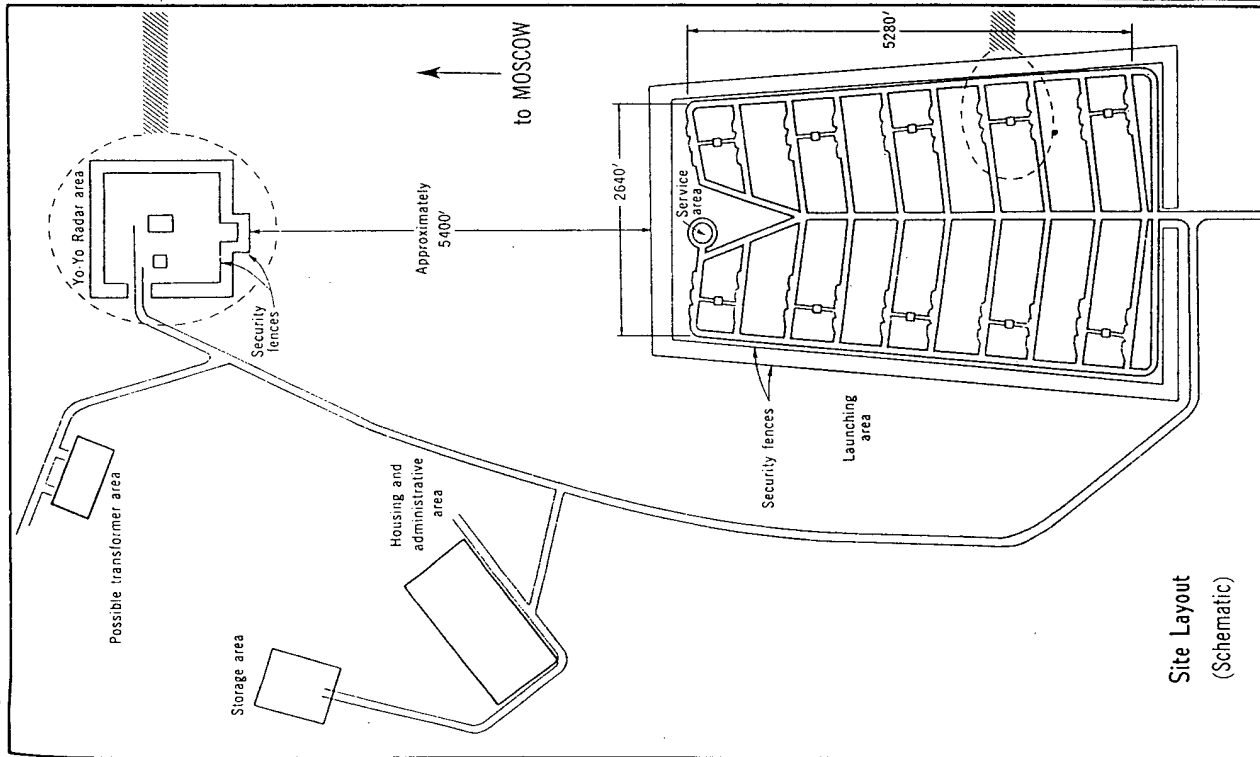 Yo-Yo Radar area
Security
fences
Approximately
5400'
to MOSCOW
5280'
2640'
Service
area
Security fences
Launching
area
Possible transformer area
Housing and
administrative
area
Storage area
Site Layout
(Schematic)